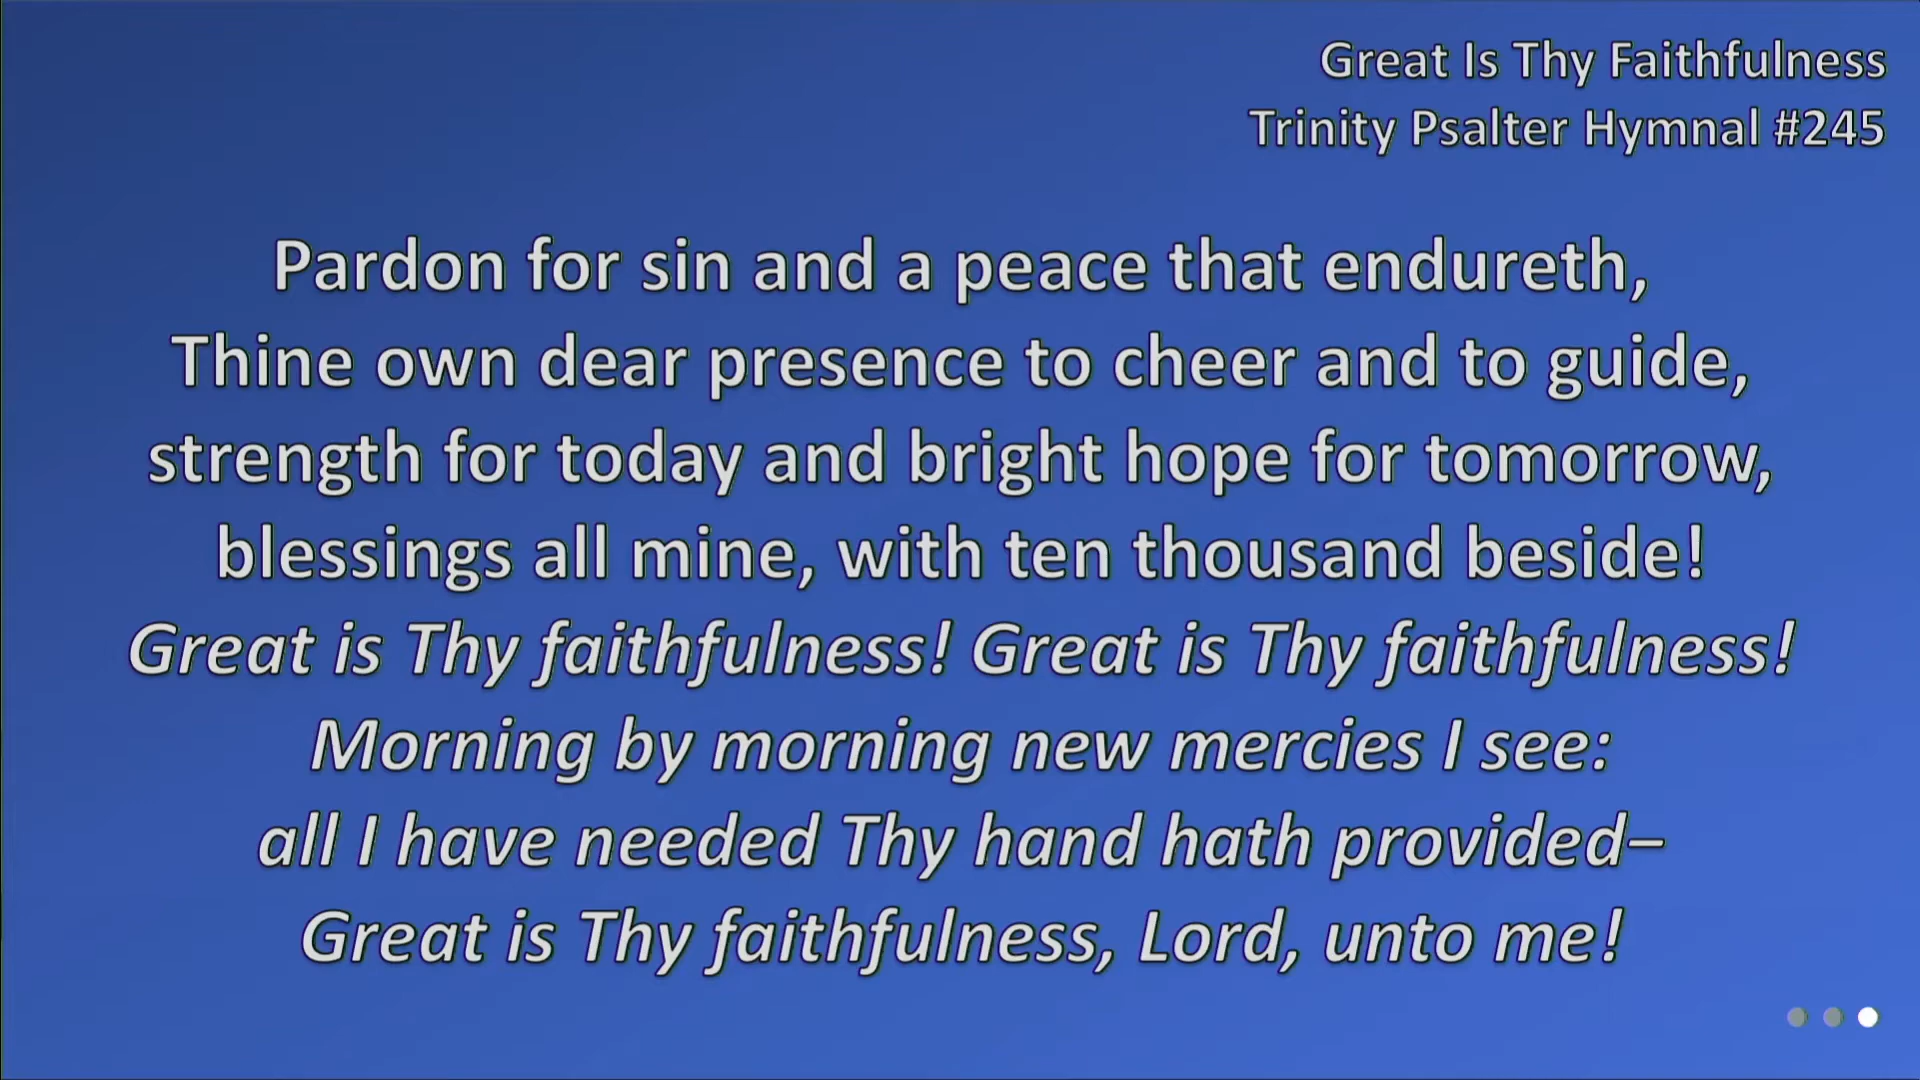 Great Is Thy Faithfulness
Trinity Psalter Hymnal #245
Pardon for sin and a peace that endureth,
Thine own dear presence to cheer and to guide,
strength for today and bright hope for tomorrow,
blessings all mine, with ten thousand beside!
Great is Thy faithfulness! Great is Thy faithfulness!
Morning by morning new mercies I see:
all I have needed Thy hand hath provided–
Great is Thy faithfulness, Lord, unto me!